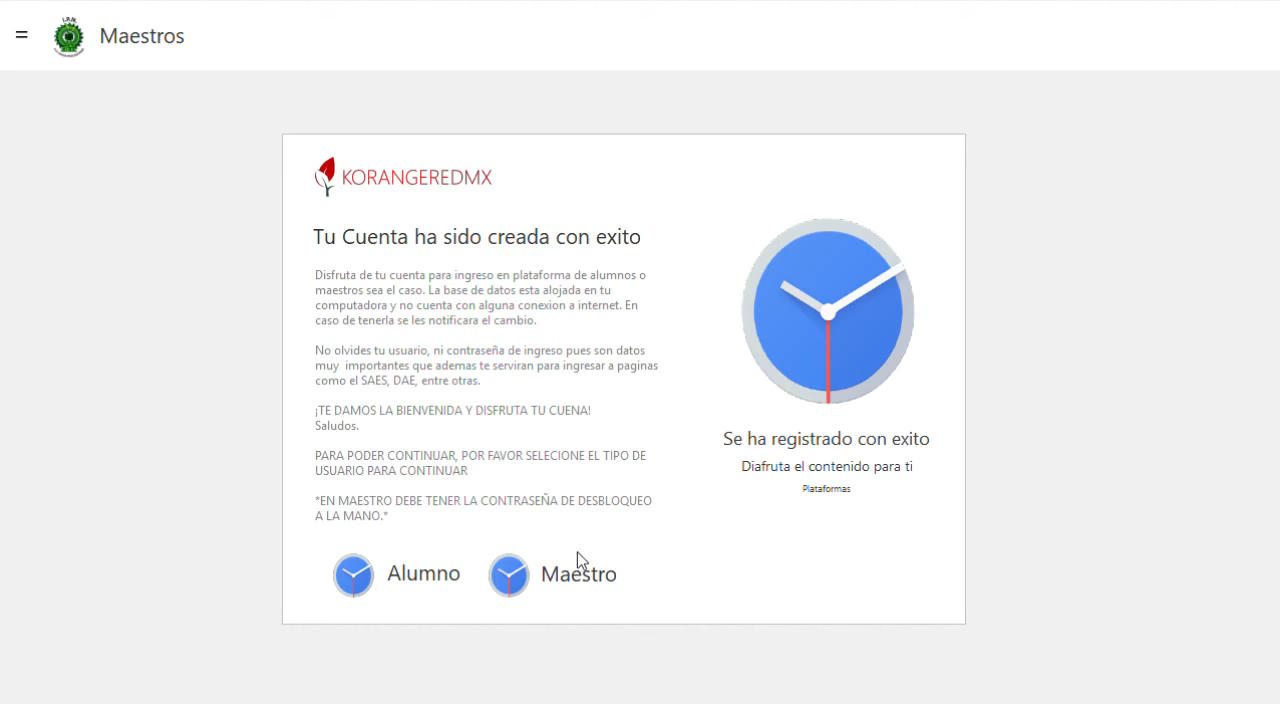 Maestros
KORANGEREDMX
Tu Cuenta ha sido creada con exito
Disfruta de tu cuenta para ingreso en plataforma de alumnos o
maestros sea el caso. La base de datos esta alojada en tu
computadora y no cuenta con alguna conexion a internet. En
caso de tenerla se les notificara el cambio.
No olvides tu usuario, ni contraseña de ingreso pues son datos
muy importantes que ademas te serviran para ingresar a paginas
como el SAES, DAE, entre otras.
¡TE DAMOS LA BIENVENIDA Y DISFRUTA TU CUENA!
Saludos.
PARA PODER CONTINUAR, POR FAVOR SELECIONE EL TIPO DE
USUARIO PARA CONTINUAR
*EN MAESTRO DEBE TENER LA CONTRASEÑA DE DESBLOQUEO
A LA MANO.*
Alumno
Maestro
Se ha registrado con exito
Diafruta el contenido para ti
Plataformas